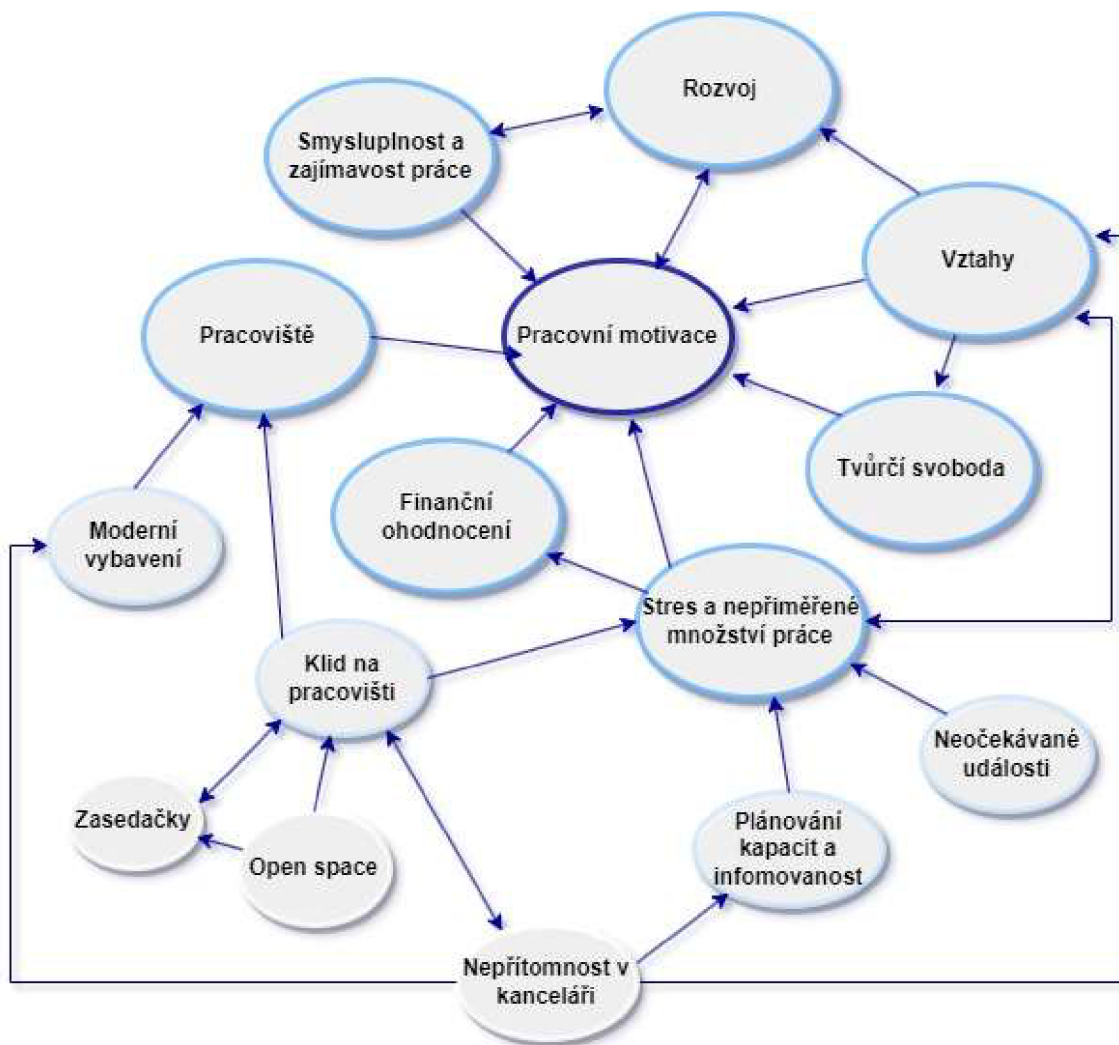 Rozvoj
Smysluplnost a
zajímavost práce
Vztahy
Pracoviště
Pracovní motivace
Tvůrčí svoboda
Finanční
ohodnocení
Moderní
vybavení
Stres a nepřiměřené
množství práce
Klid na
pracovišti
Neočekávané
události
Zasedačky
Open space
Plánování
kapacit a
infomovanost
Nepřítomnost v
kanceláři